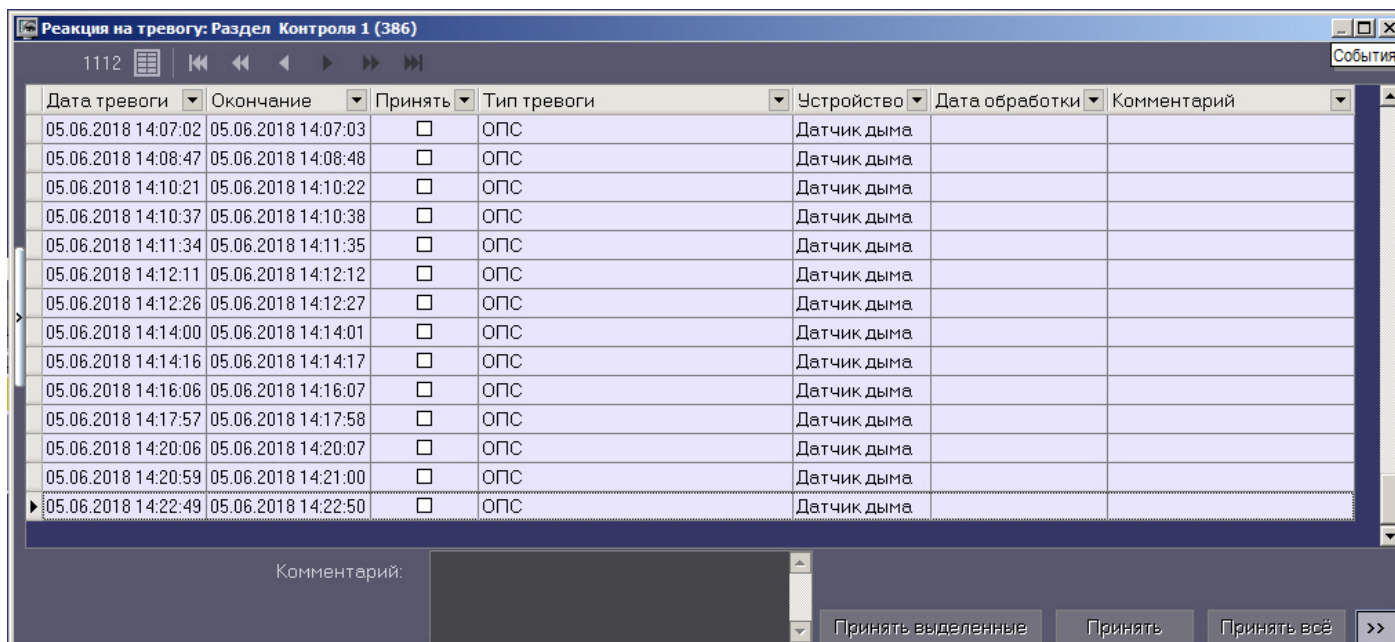 Реакция на тревогу: Раздел Контроля 1 (386)
1112
События
Дата тревоги Окончание Принять Тип тревоги Устройство Дата обработки Комментарий
05.06.2018 14:07:02 05.06.2018 14:07:03 ОПС Датчик дыма
05.06.2018 14:08:47 05.06.2018 14:08:48 ОПС Датчик дыма
05.06.2018 14:10:21 05.06.2018 14:10:22 ОПС Датчик дыма
05.06.2018 14:10:37 05.06.2018 14:10:38 ОПС Датчик дыма
05.06.2018 14:11:34 05.06.2018 14:11:35 ОПС Датчик дыма
05.06.2018 14:12:11 05.06.2018 14:12:12 ОПС Датчик дыма
05.06.2018 14:12:26 05.06.2018 14:12:27 ОПС Датчик дыма
05.06.2018 14:14:00 05.06.2018 14:14:01 ОПС Датчик дыма
05.06.2018 14:14:16 05.06.2018 14:14:17 ОПС Датчик дыма
05.06.2018 14:16:06 05.06.2018 14:16:07 ОПС Датчик дыма
05.06.2018 14:17:57 05.06.2018 14:17:58 ОПС Датчик дыма
05.06.2018 14:20:06 05.06.2018 14:20:07 ОПС Датчик дыма
05.06.2018 14:20:59 05.06.2018 14:21:00 ОПС Датчик дыма
05.06.2018 14:22:49 05.06.2018 14:22:50 ОПС Датчик дыма
Комментарий:
Принять выделенные Принять Принять всё >>